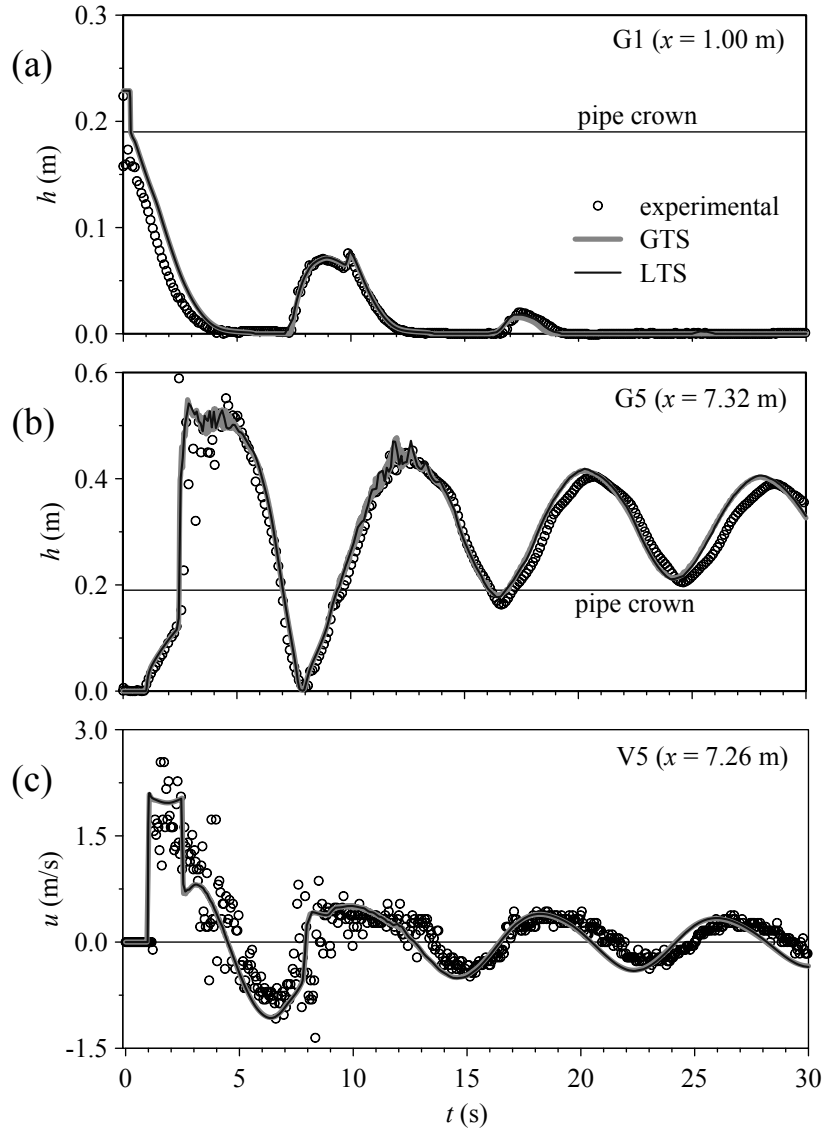 (a)
G1 (x = 1.00 m)
0.3
0.2
0.1
0.0
h (m)
pipe crown
experimental
GTS
LTS
(b)
G5 (x = 7.32 m)
0.6
0.4
0.2
0.0
h (m)
pipe crown
(c)
V5 (x = 7.26 m)
3.0
1.5
0.0
-1.5
u (m/s)
0 5 10 15 20 25 30
t (s)